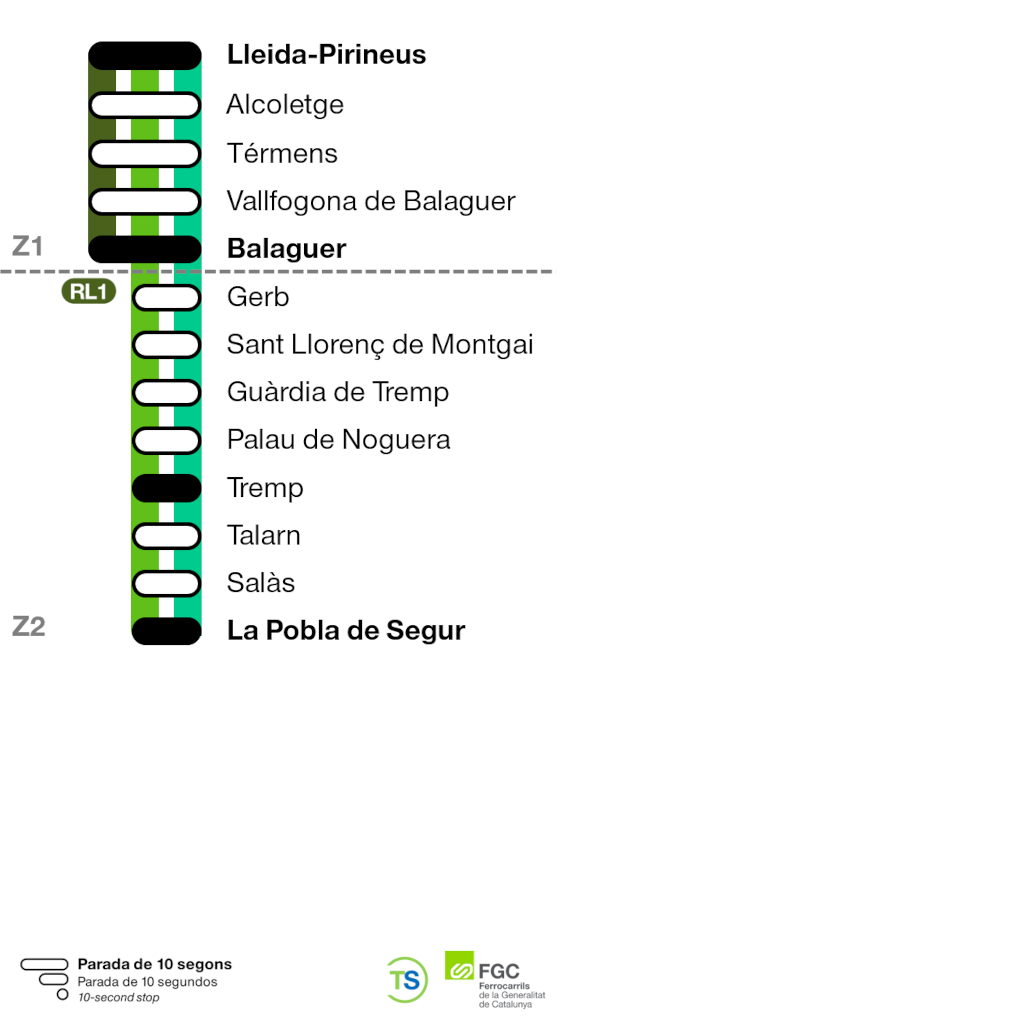 Lleida-Pirineus
Alcoletge
Térmens
Vallfogona de Balaguer
Z1
Balaguer
RL1
Gerb
Sant Llorenç de Montgai
Guàrdia de Tremp
Palau de Noguera
Tremp
Talarn
Salàs
Z2
La Pobla de Segur
Parada de 10 segons
Parada de 10 segundos
10-second stop
TS
FGC
Ferrocarrils
de la Generalitat
de Catalunya